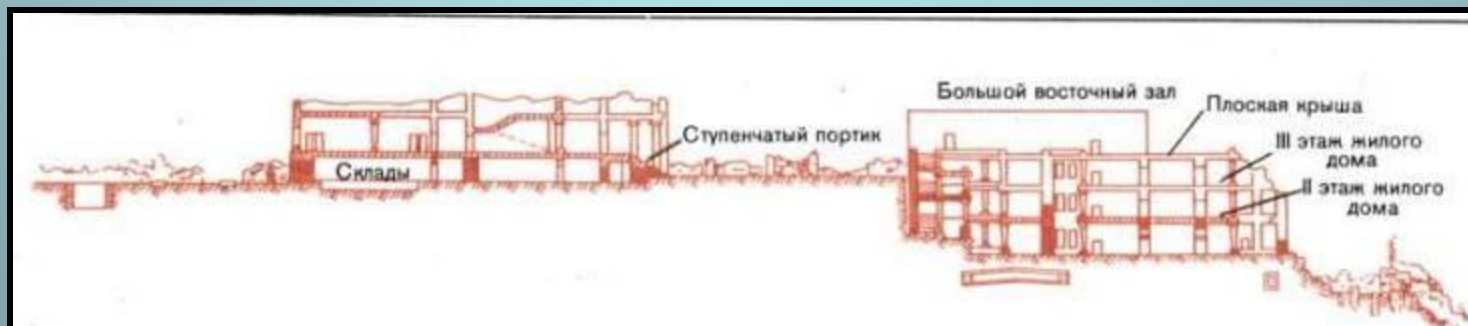 Большой восточный зал
Плоская крыша
Ступенчатый портик
III этаж жилого
дома
Склады
II этаж жилого
дома